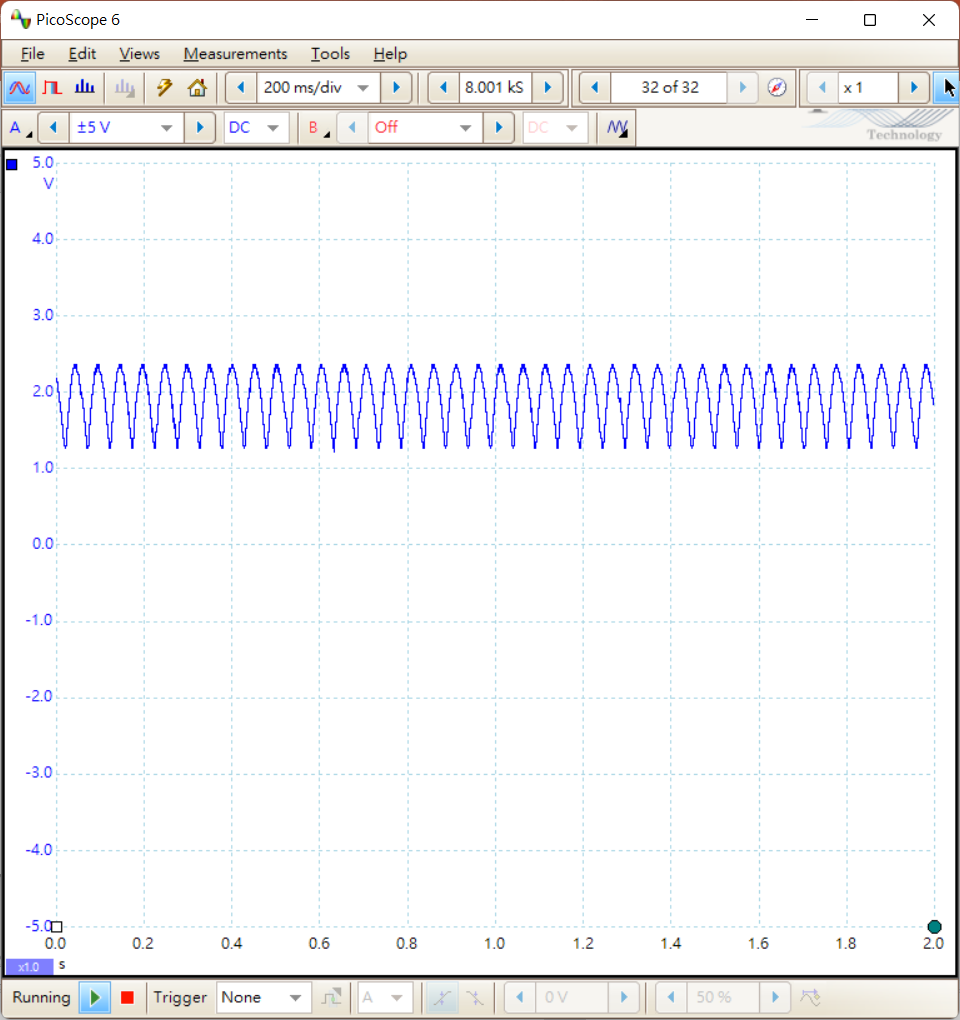 PicoScope 6
File Edit Views Measurements Tools Help
200 ms/div 8.001 kS 32 of 32 x 1
A ±5 V DC B Off DC
Technology
5.0
V
4.0
3.0
2.0
1.0
0.0
-1.0
-2.0
-3.0
-4.0
-5.0
0.0 0.2 0.4 0.6 0.8 1.0 1.2 1.4 1.6 1.8 2.0
x1.0 s
Running Trigger None A 0 V 50 %